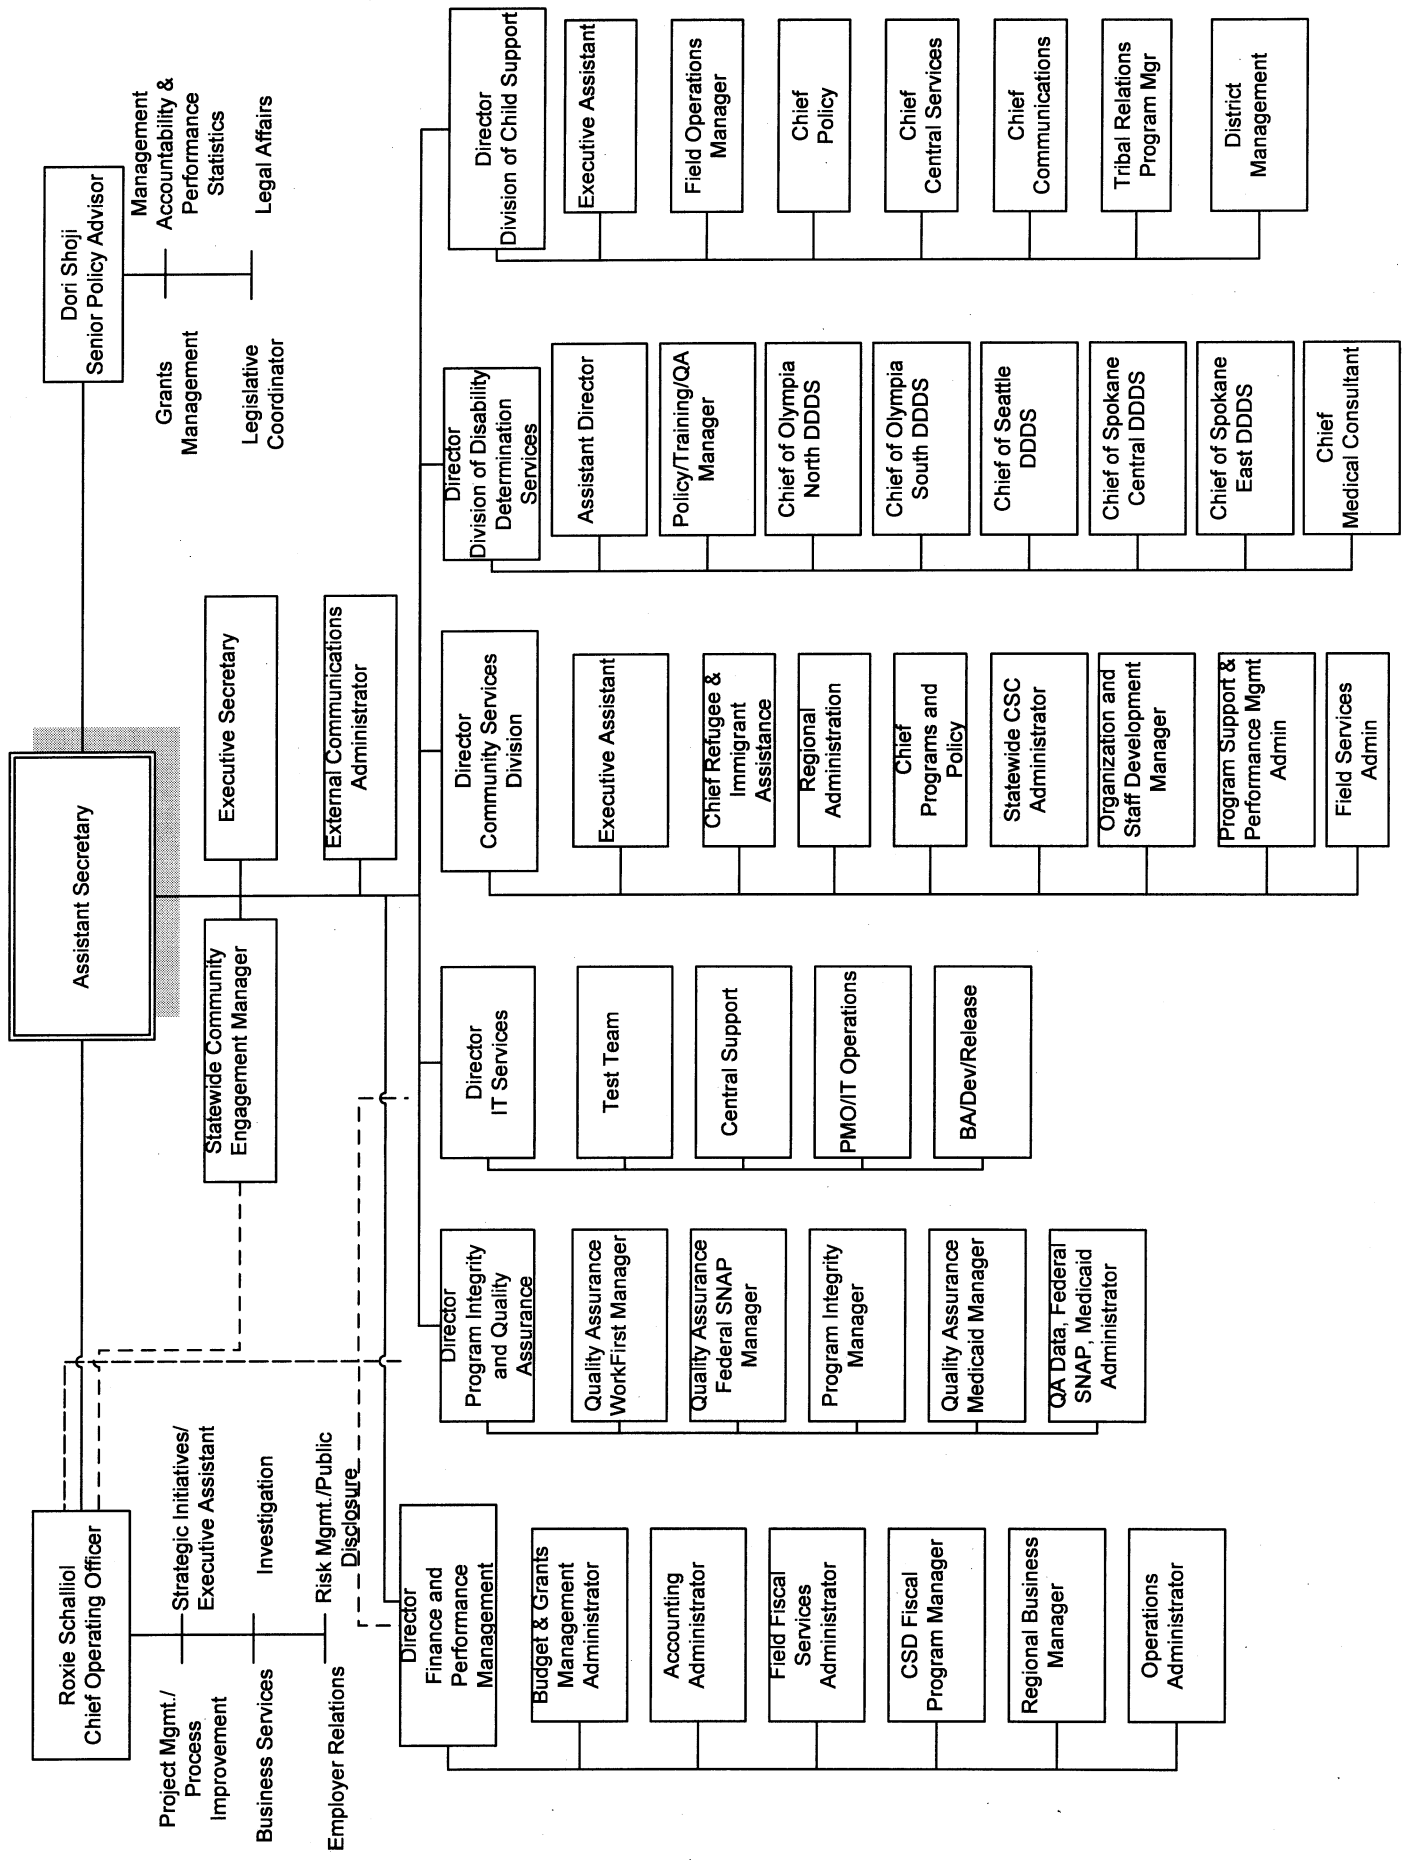 Assistant Secretary
Roxie Schalliol
Chief Operating Officer
Project Mgmt./
Process
Improvement
Strategic Initiatives/
Executive Assistant
Business Services
Investigation
Employer Relations
Risk Mgmt./Public
Disclosure
Dori Shoji
Senior Policy Advisor
Grants
Management
Management
Accountability &
Performance
Statistics
Legislative
Coordinator
Legal Affairs
Statewide Community
Engagement Manager
Executive Secretary
External Communications
Administrator
Director
Finance and
Performance
Management
Budget & Grants
Management
Administrator
Accounting
Administrator
Field Fiscal
Services
Administrator
CSD Fiscal
Program Manager
Regional Business
Manager
Operations
Administrator
Director
Program Integrity
and Quality
Assurance
Quality Assurance
WorkFirst Manager
Quality Assurance
Federal SNAP
Manager
Program Integrity
Manager
Quality Assurance
Medicaid Manager
QA Data, Federal
SNAP, Medicaid
Administrator
Director
IT Services
Test Team
Central Support
PMO/IT Operations
BA/Dev/Release
Director
Community Services
Division
Executive Assistant
Chief Refugee &
Immigrant
Assistance
Regional
Administration
Chief
Programs and
Policy
Statewide CSC
Administrator
Organization and
Staff Development
Manager
Program Support &
Performance Mgmt
Admin
Field Services
Admin
Director
Division of Disability
Determination
Services
Assistant Director
Policy/Training/QA
Manager
Chief of Olympia
North DDDS
Chief of Olympia
South DDDS
Chief of Seattle
DDDS
Chief of Spokane
Central DDDS
Chief of Spokane
East DDDS
Chief
Medical Consultant
Director
Division of Child Support
Executive Assistant
Field Operations
Manager
Chief
Policy
Chief
Central Services
Chief
Communications
Tribal Relations
Program Mgr
District
Management